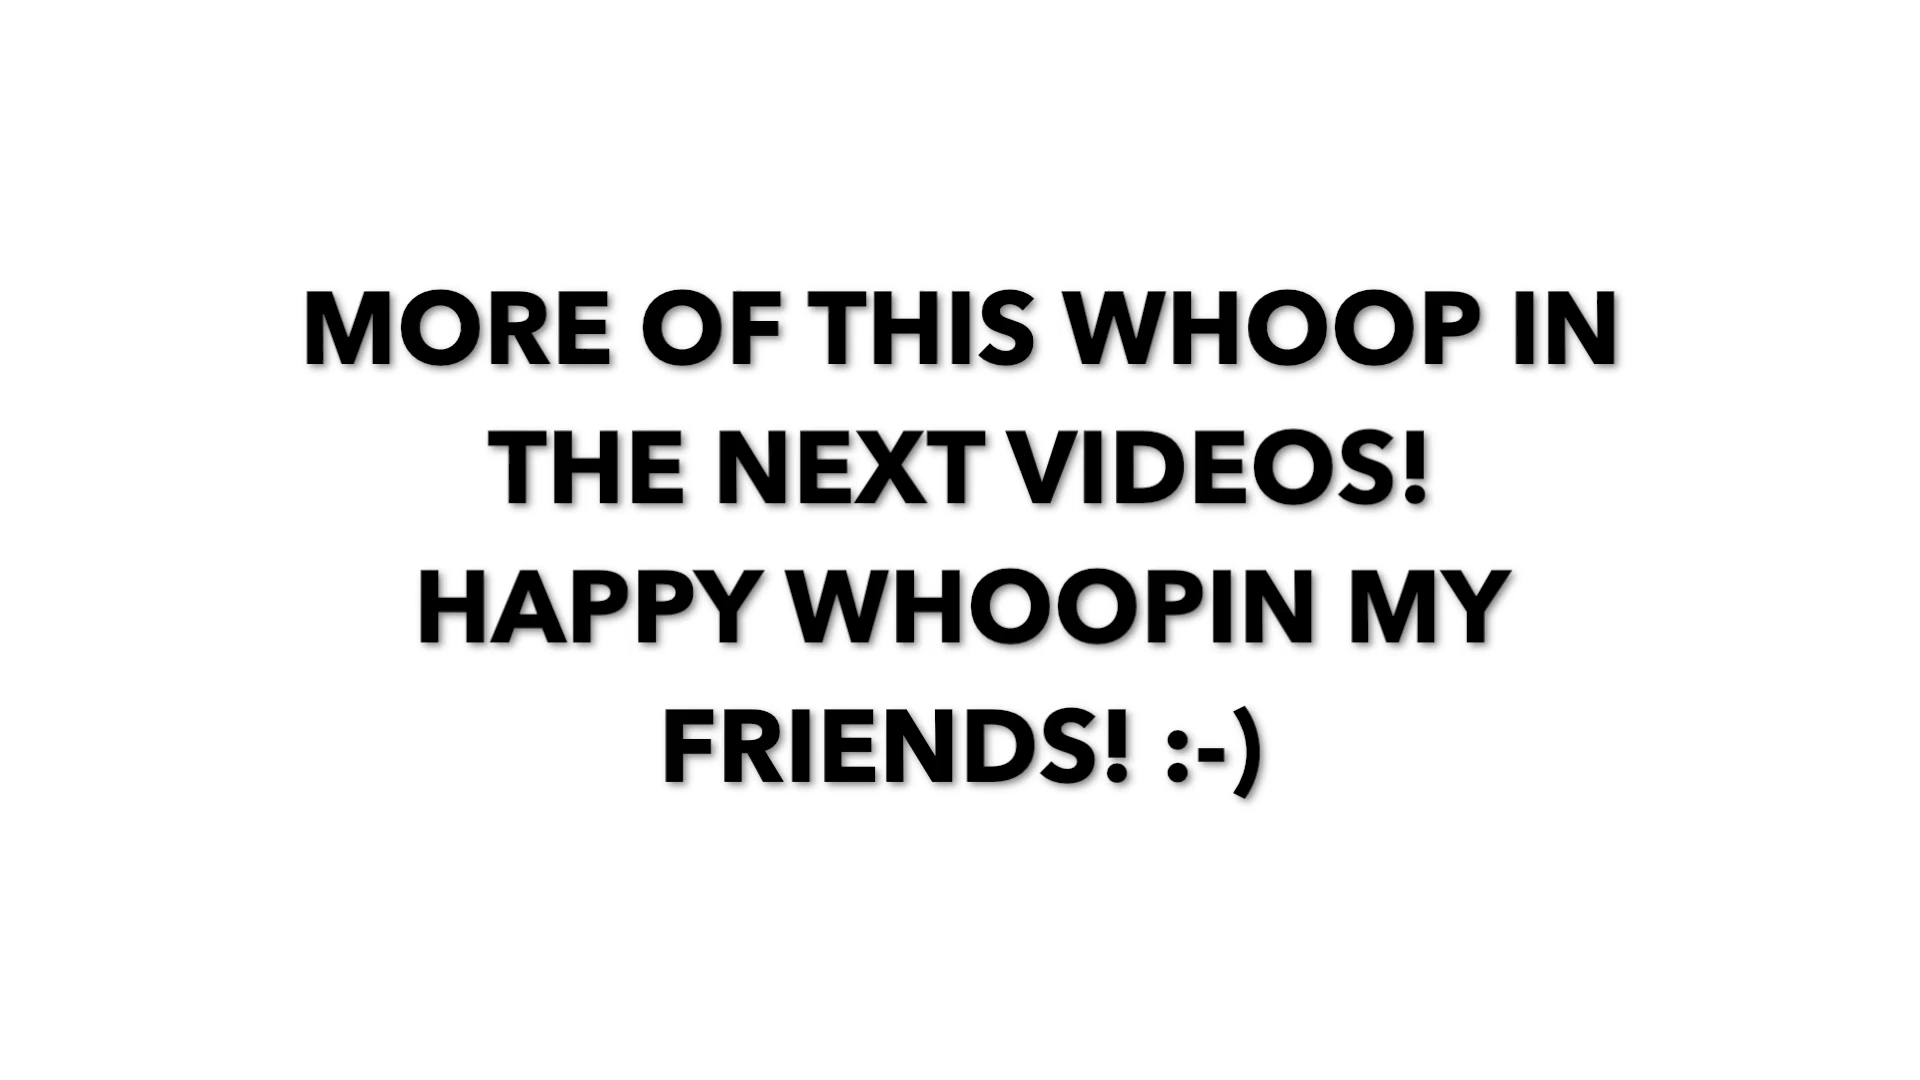 MORE OF THIS WHOOP IN
THE NEXT VIDEOS!
HAPPY WHOOPIN MY
FRIENDS! :-)